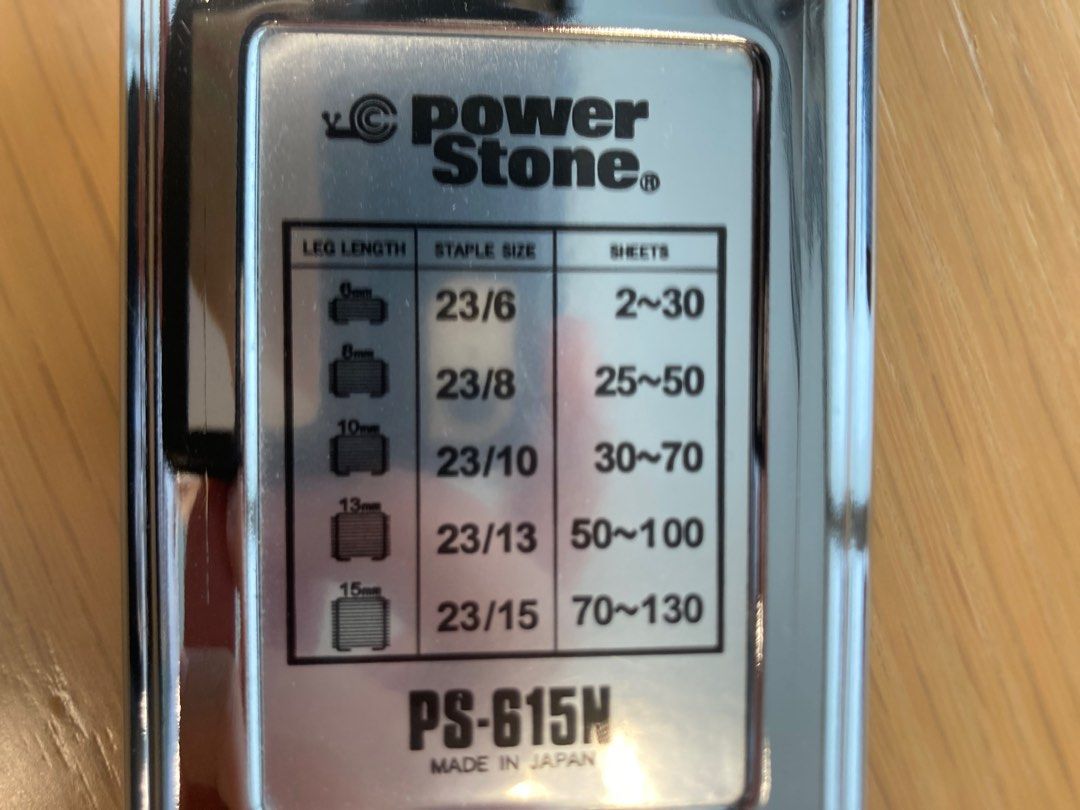 power
Stone®
LEG LENGTH STAPLE SIZE SHEETS
6mm 23/6 2~30
8mm 23/8 25~50
10mm 23/10 30~70
13mm 23/13 50~100
15mm 23/15 70~130
PS-615N
MADE IN JAPAN